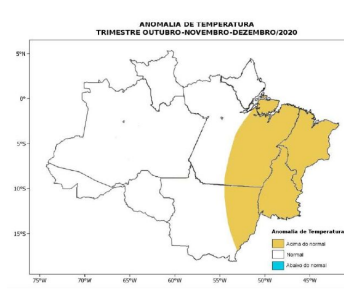 ANOMALIA DE TEMPERATURA
TRIMESTRE OUTUBRO-NOVEMBRO-DEZEMBRO/2020
5°N
0°
5°S
10°S
15°S
75°W
70°W
65°W
60°W
55°W
50°W
45°W
Anomalia de Temperatura
Acima do normal
Normal
Abaixo do normal